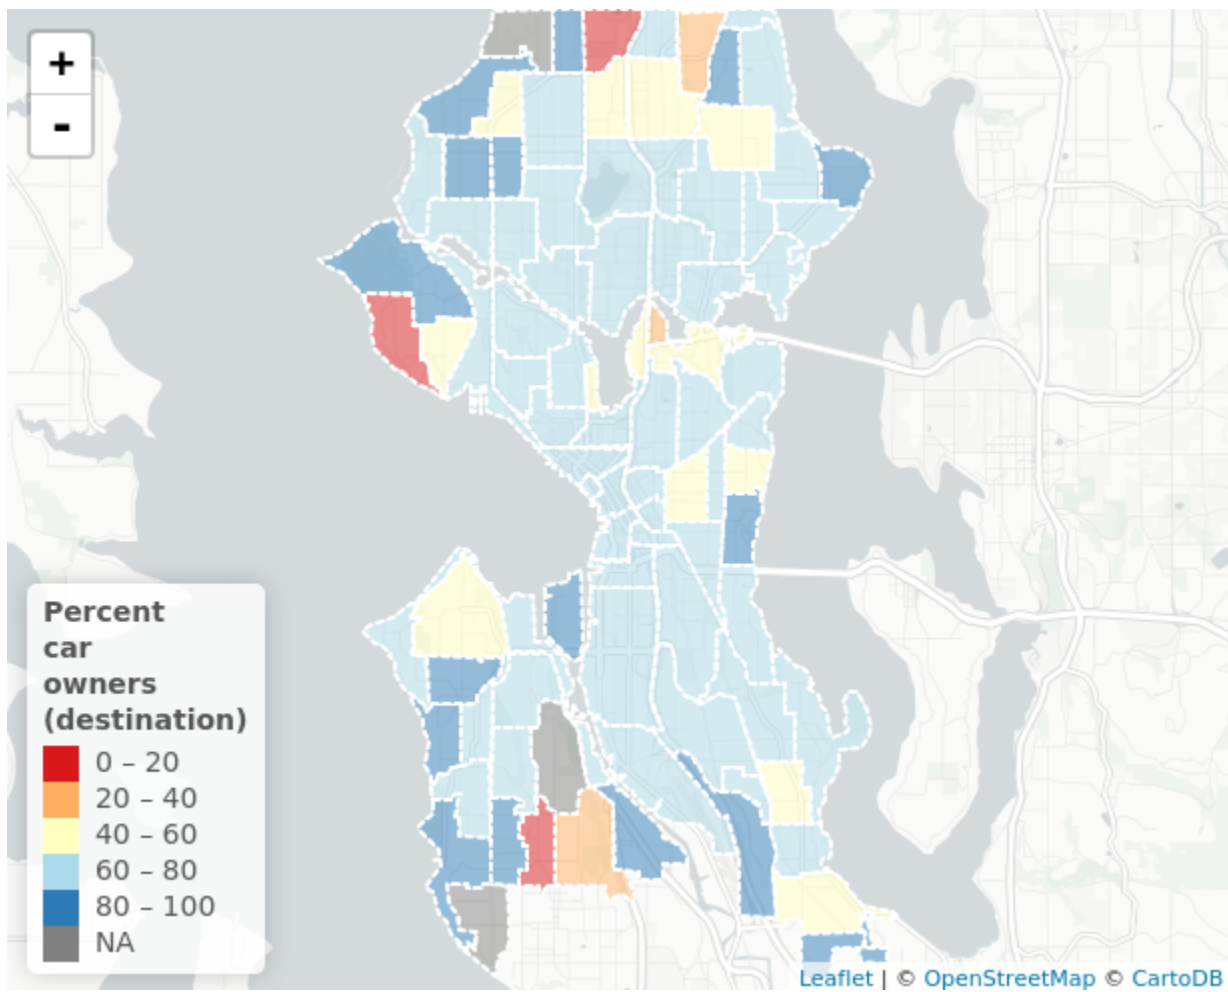 +
-
Percent
car
owners
(destination)
0 – 20
20 – 40
40 – 60
60 – 80
80 – 100
NA
Leaflet | © OpenStreetMap © CartoDB